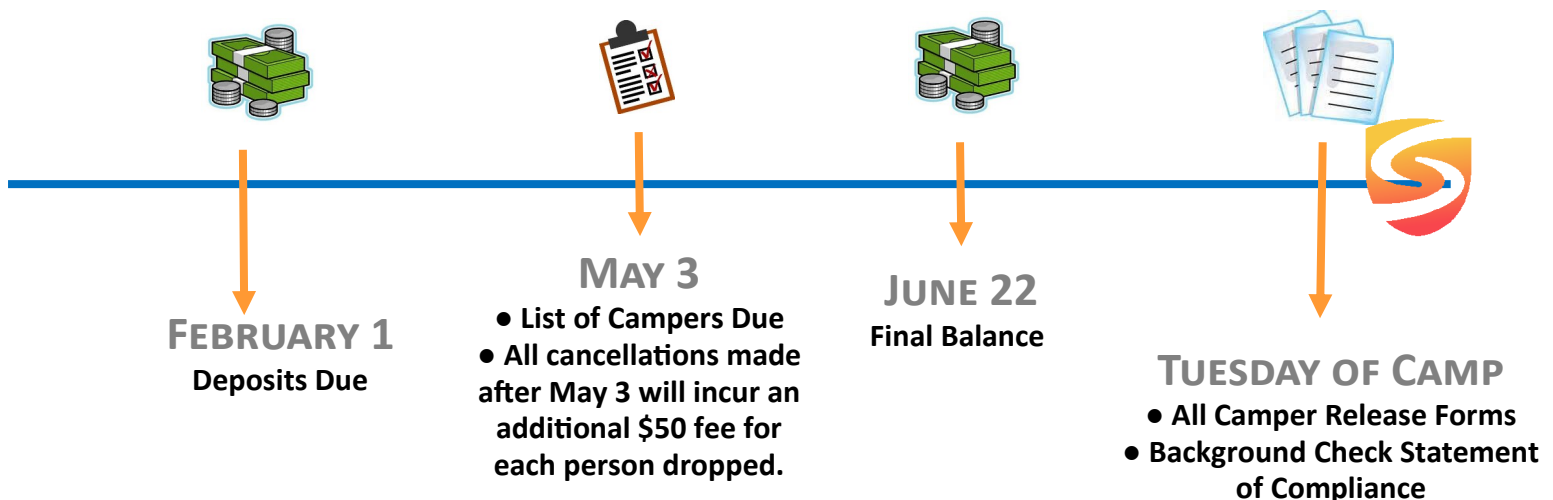 FEBRUARY 1
Deposits Due
MAY 3
● List of Campers Due
● All cancellations made
after May 3 will incur an
additional $50 fee for
each person dropped.
JUNE 22
Final Balance
TUESDAY OF CAMP
● All Camper Release Forms
● Background Check Statement
of Compliance